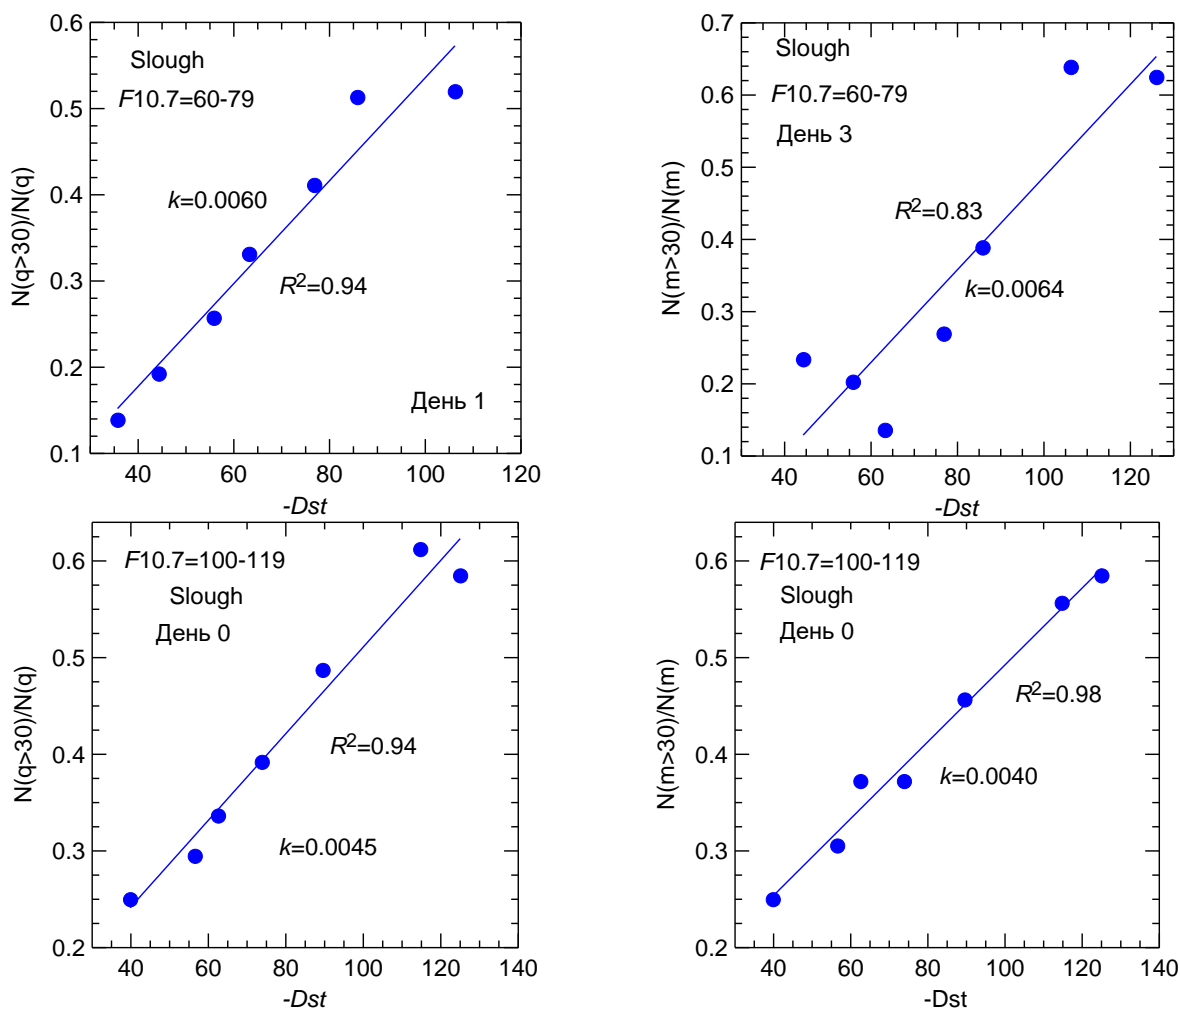 0.6
0.5
0.4
0.3
0.2
0.1
N(q>30)/N(q)
Slough
F10.7=60-79
k=0.0060
R2=0.94
День 1
40 60 80 100 120
-Dst
0.7
0.6
0.5
0.4
0.3
0.2
0.1
N(m>30)/N(m)
Slough
F10.7=60-79
День 3
R2=0.83
k=0.0064
40 60 80 100 120
-Dst
0.6
0.5
0.4
0.3
0.2
N(q>30)/N(q)
F10.7=100-119
Slough
День 0
R2=0.94
k=0.0045
40 60 80 100 120 140
-Dst
0.6
0.5
0.4
0.3
0.2
N(m>30)/N(m)
F10.7=100-119
Slough
День 0
R2=0.98
k=0.0040
40 60 80 100 120 140
-Dst